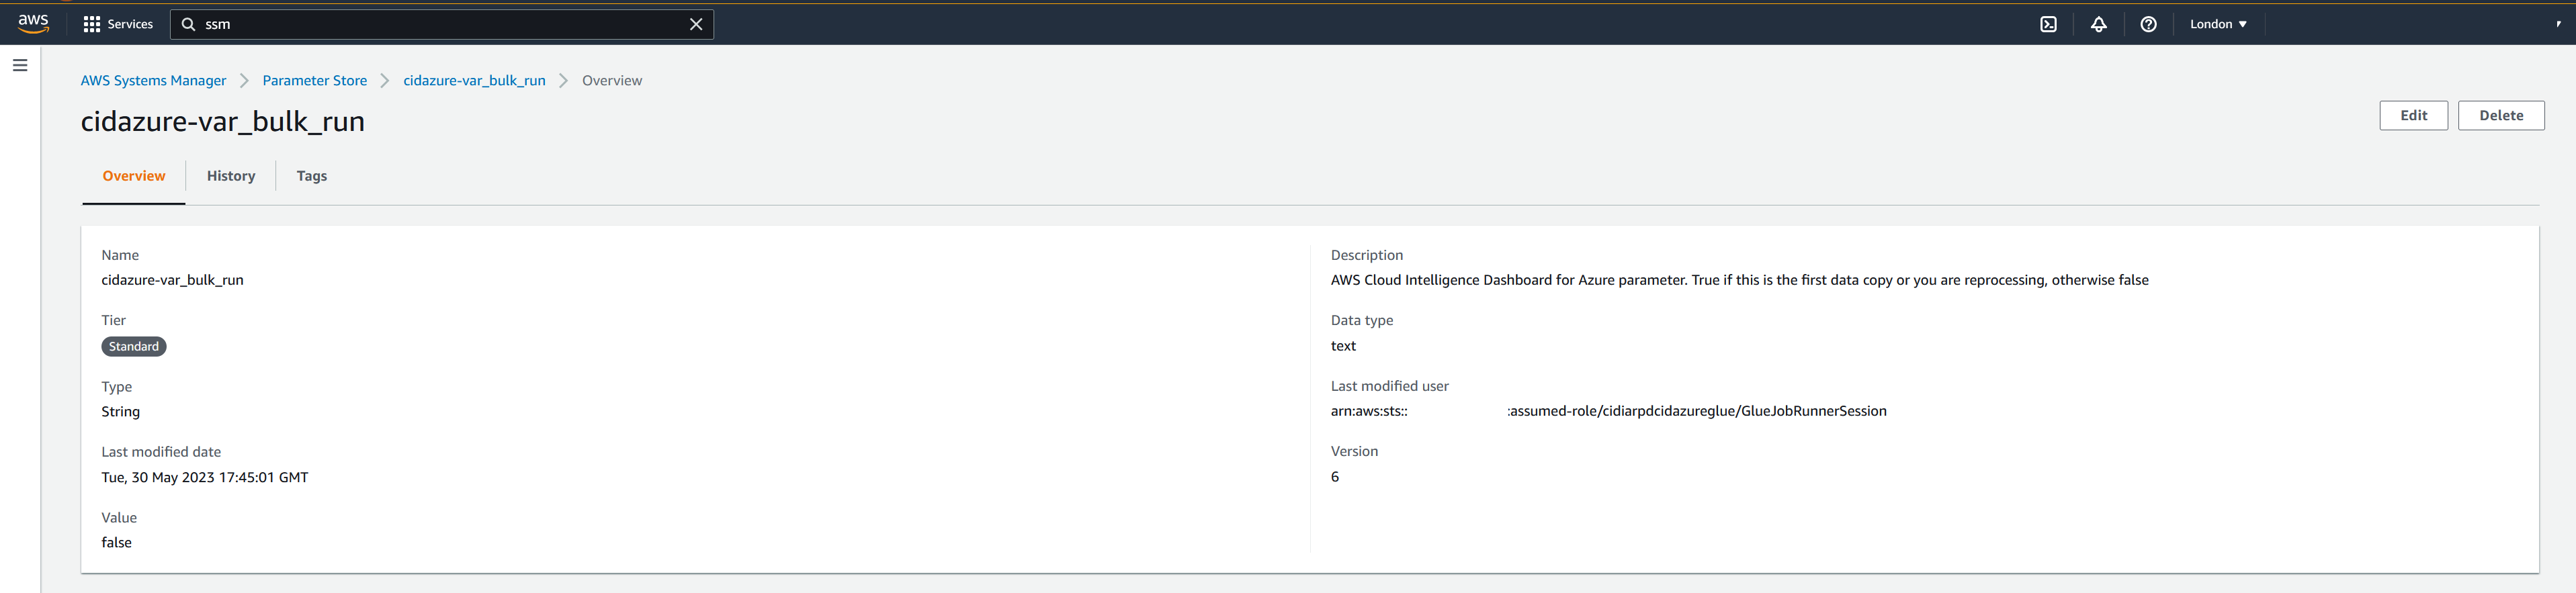 aws Services ssm London
AWS Systems Manager Parameter Store cidazure-var_bulk_run Overview
cidazure-var_bulk_run
Edit Delete
Overview History Tags
Name
cidazure-var_bulk_run
Tier
Standard
Type
String
Last modified date
Tue, 30 May 2023 17:45:01 GMT
Value
false
Description
AWS Cloud Intelligence Dashboard for Azure parameter. True if this is the first data copy or you are reprocessing, otherwise false
Data type
text
Last modified user
arn:aws:sts:: :assumed-role/cidiarpdcidazureglue/GlueJobRunnerSession
Version
6